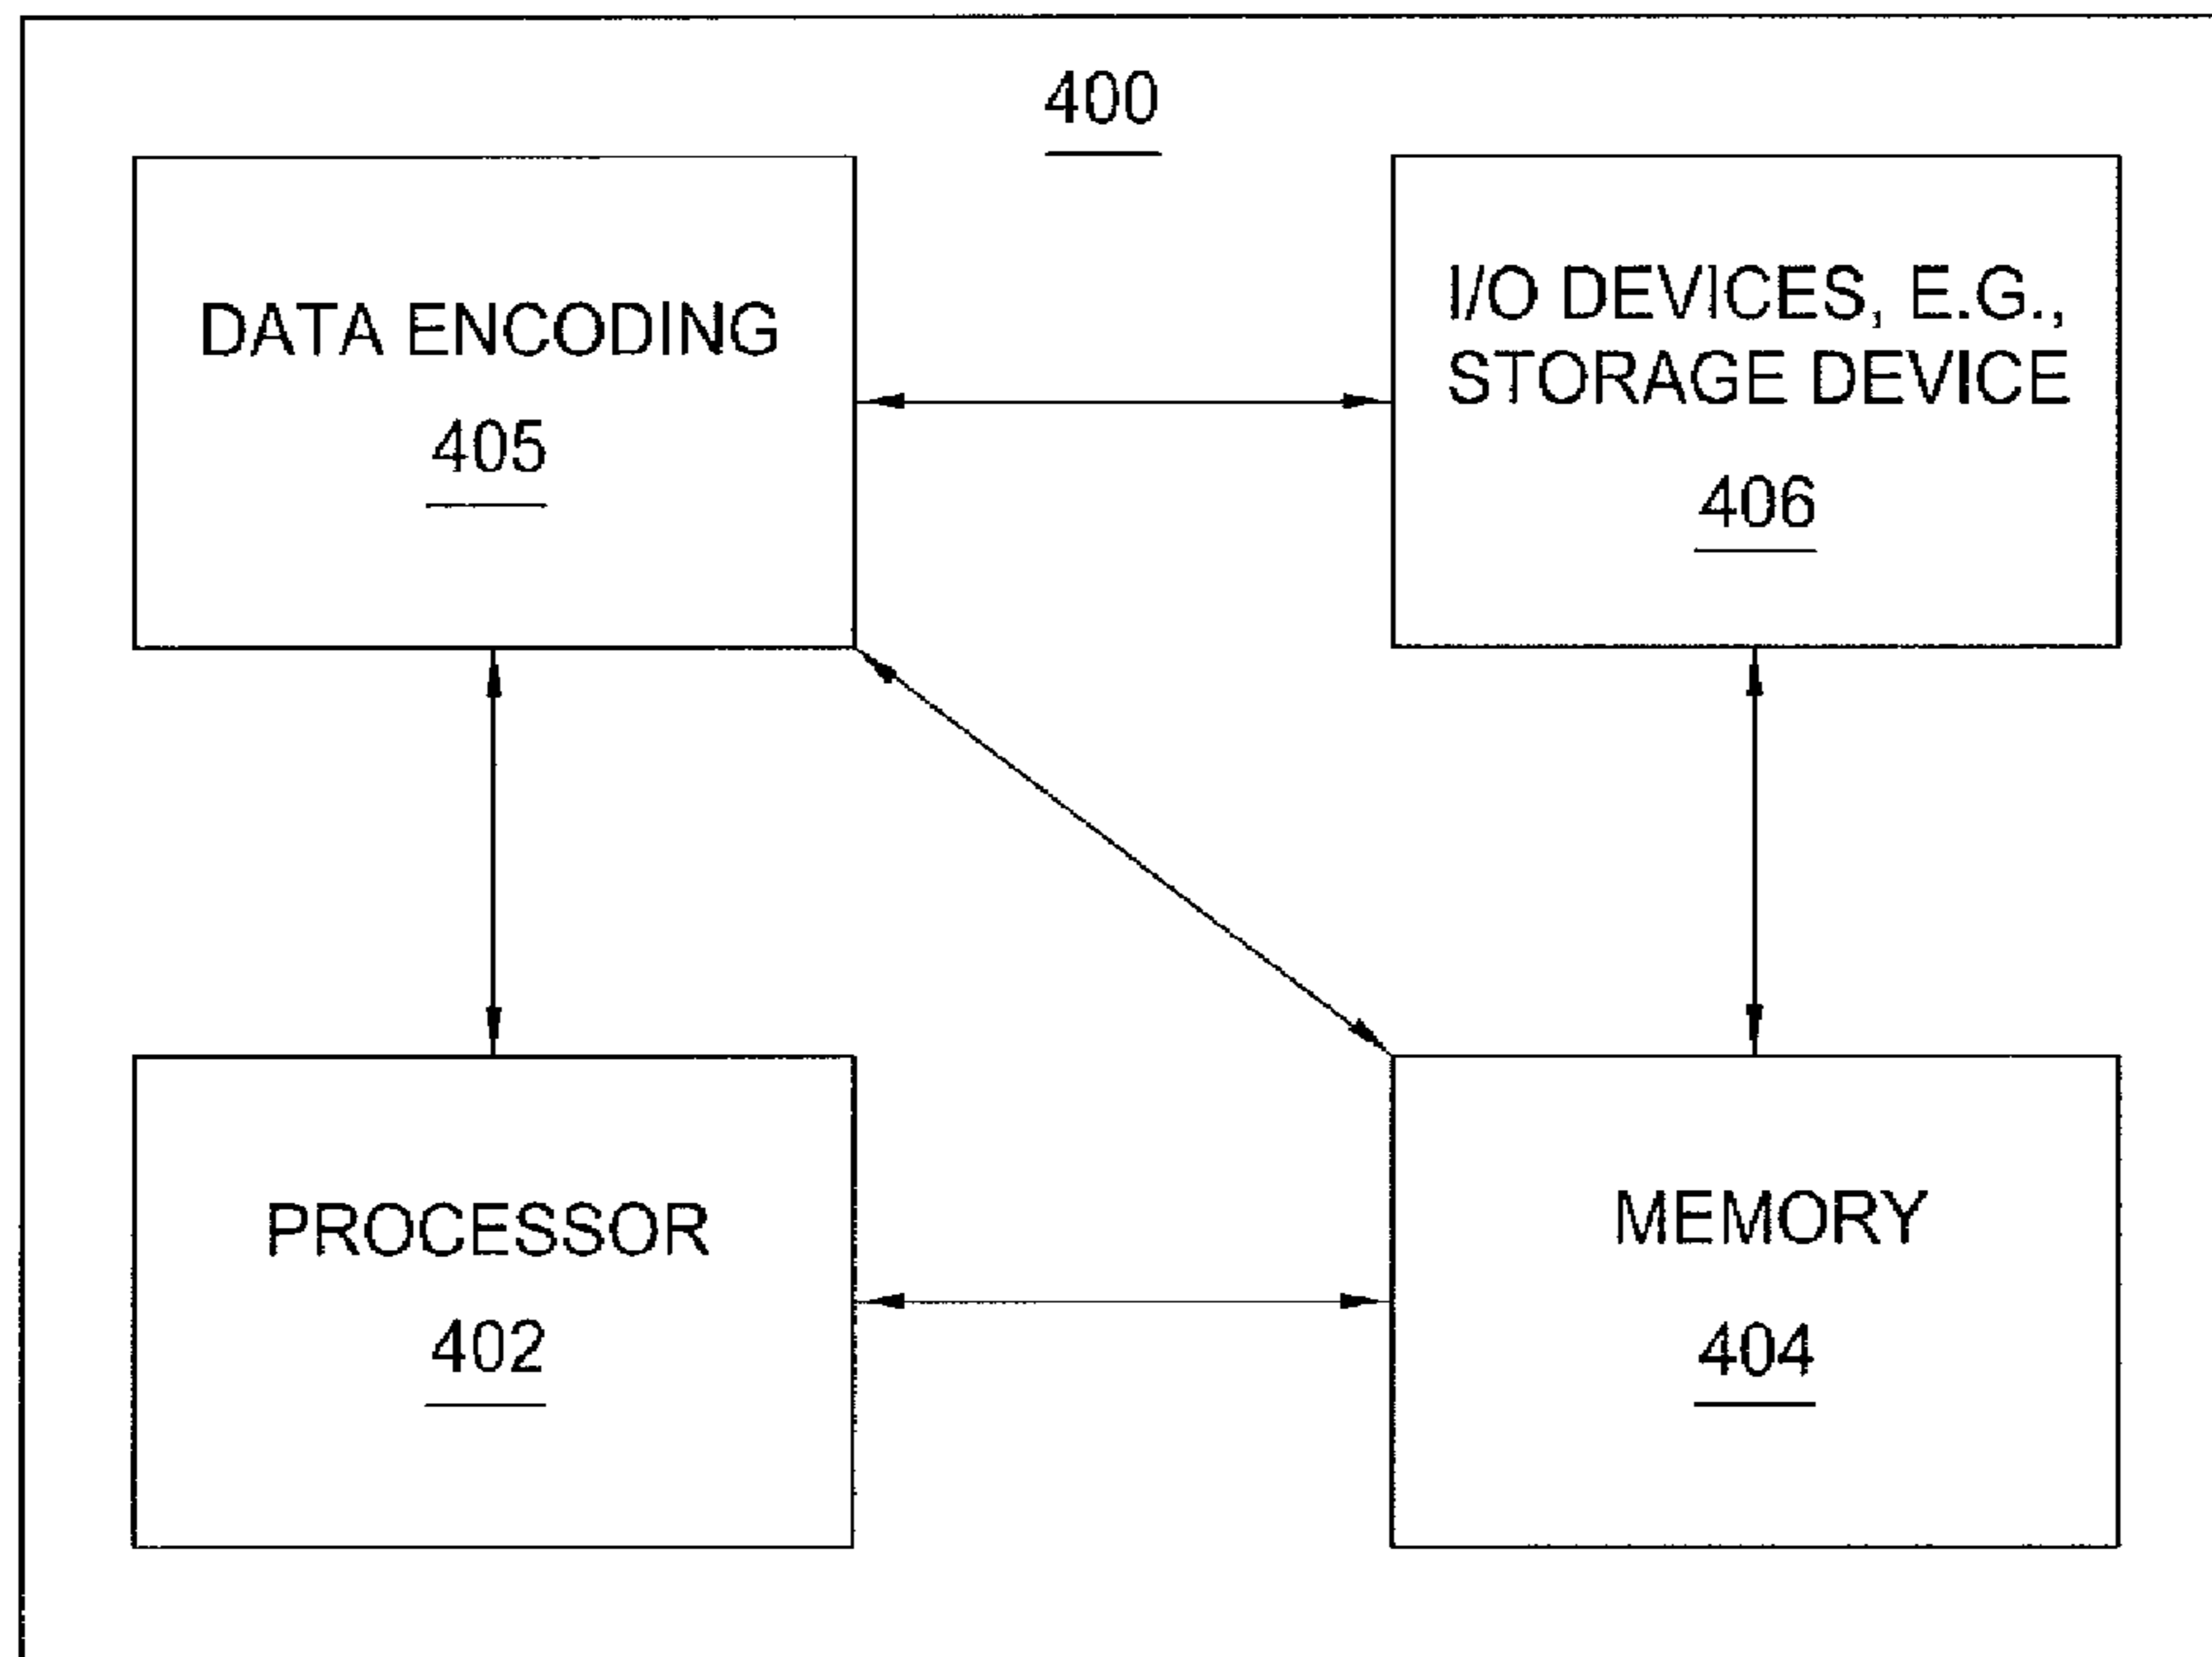 400
DATA ENCODING
405
I/O DEVICES, E.G.,
STORAGE DEVICE
406
PROCESSOR
402
MEMORY
404